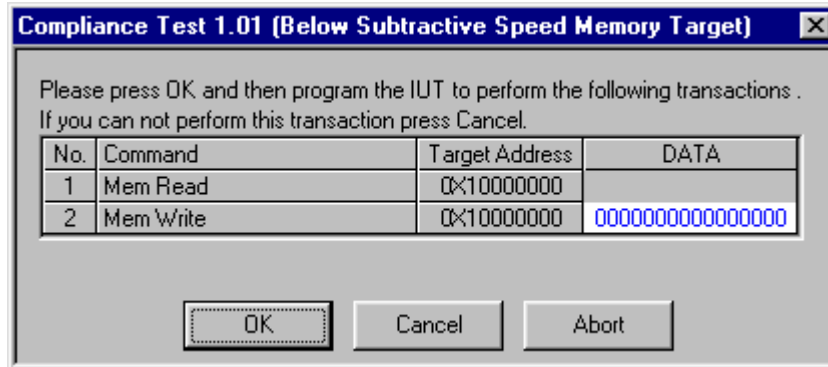 Compliance Test 1.01 (Below Subtractive Speed Memory Target)
Please press OK and then program the IUT to perform the following transactions .
If you can not perform this transaction press Cancel.
No. Command Target Address DATA
1 Mem Read 0X10000000
2 Mem Write 0X10000000 0000000000000000
OK Cancel Abort